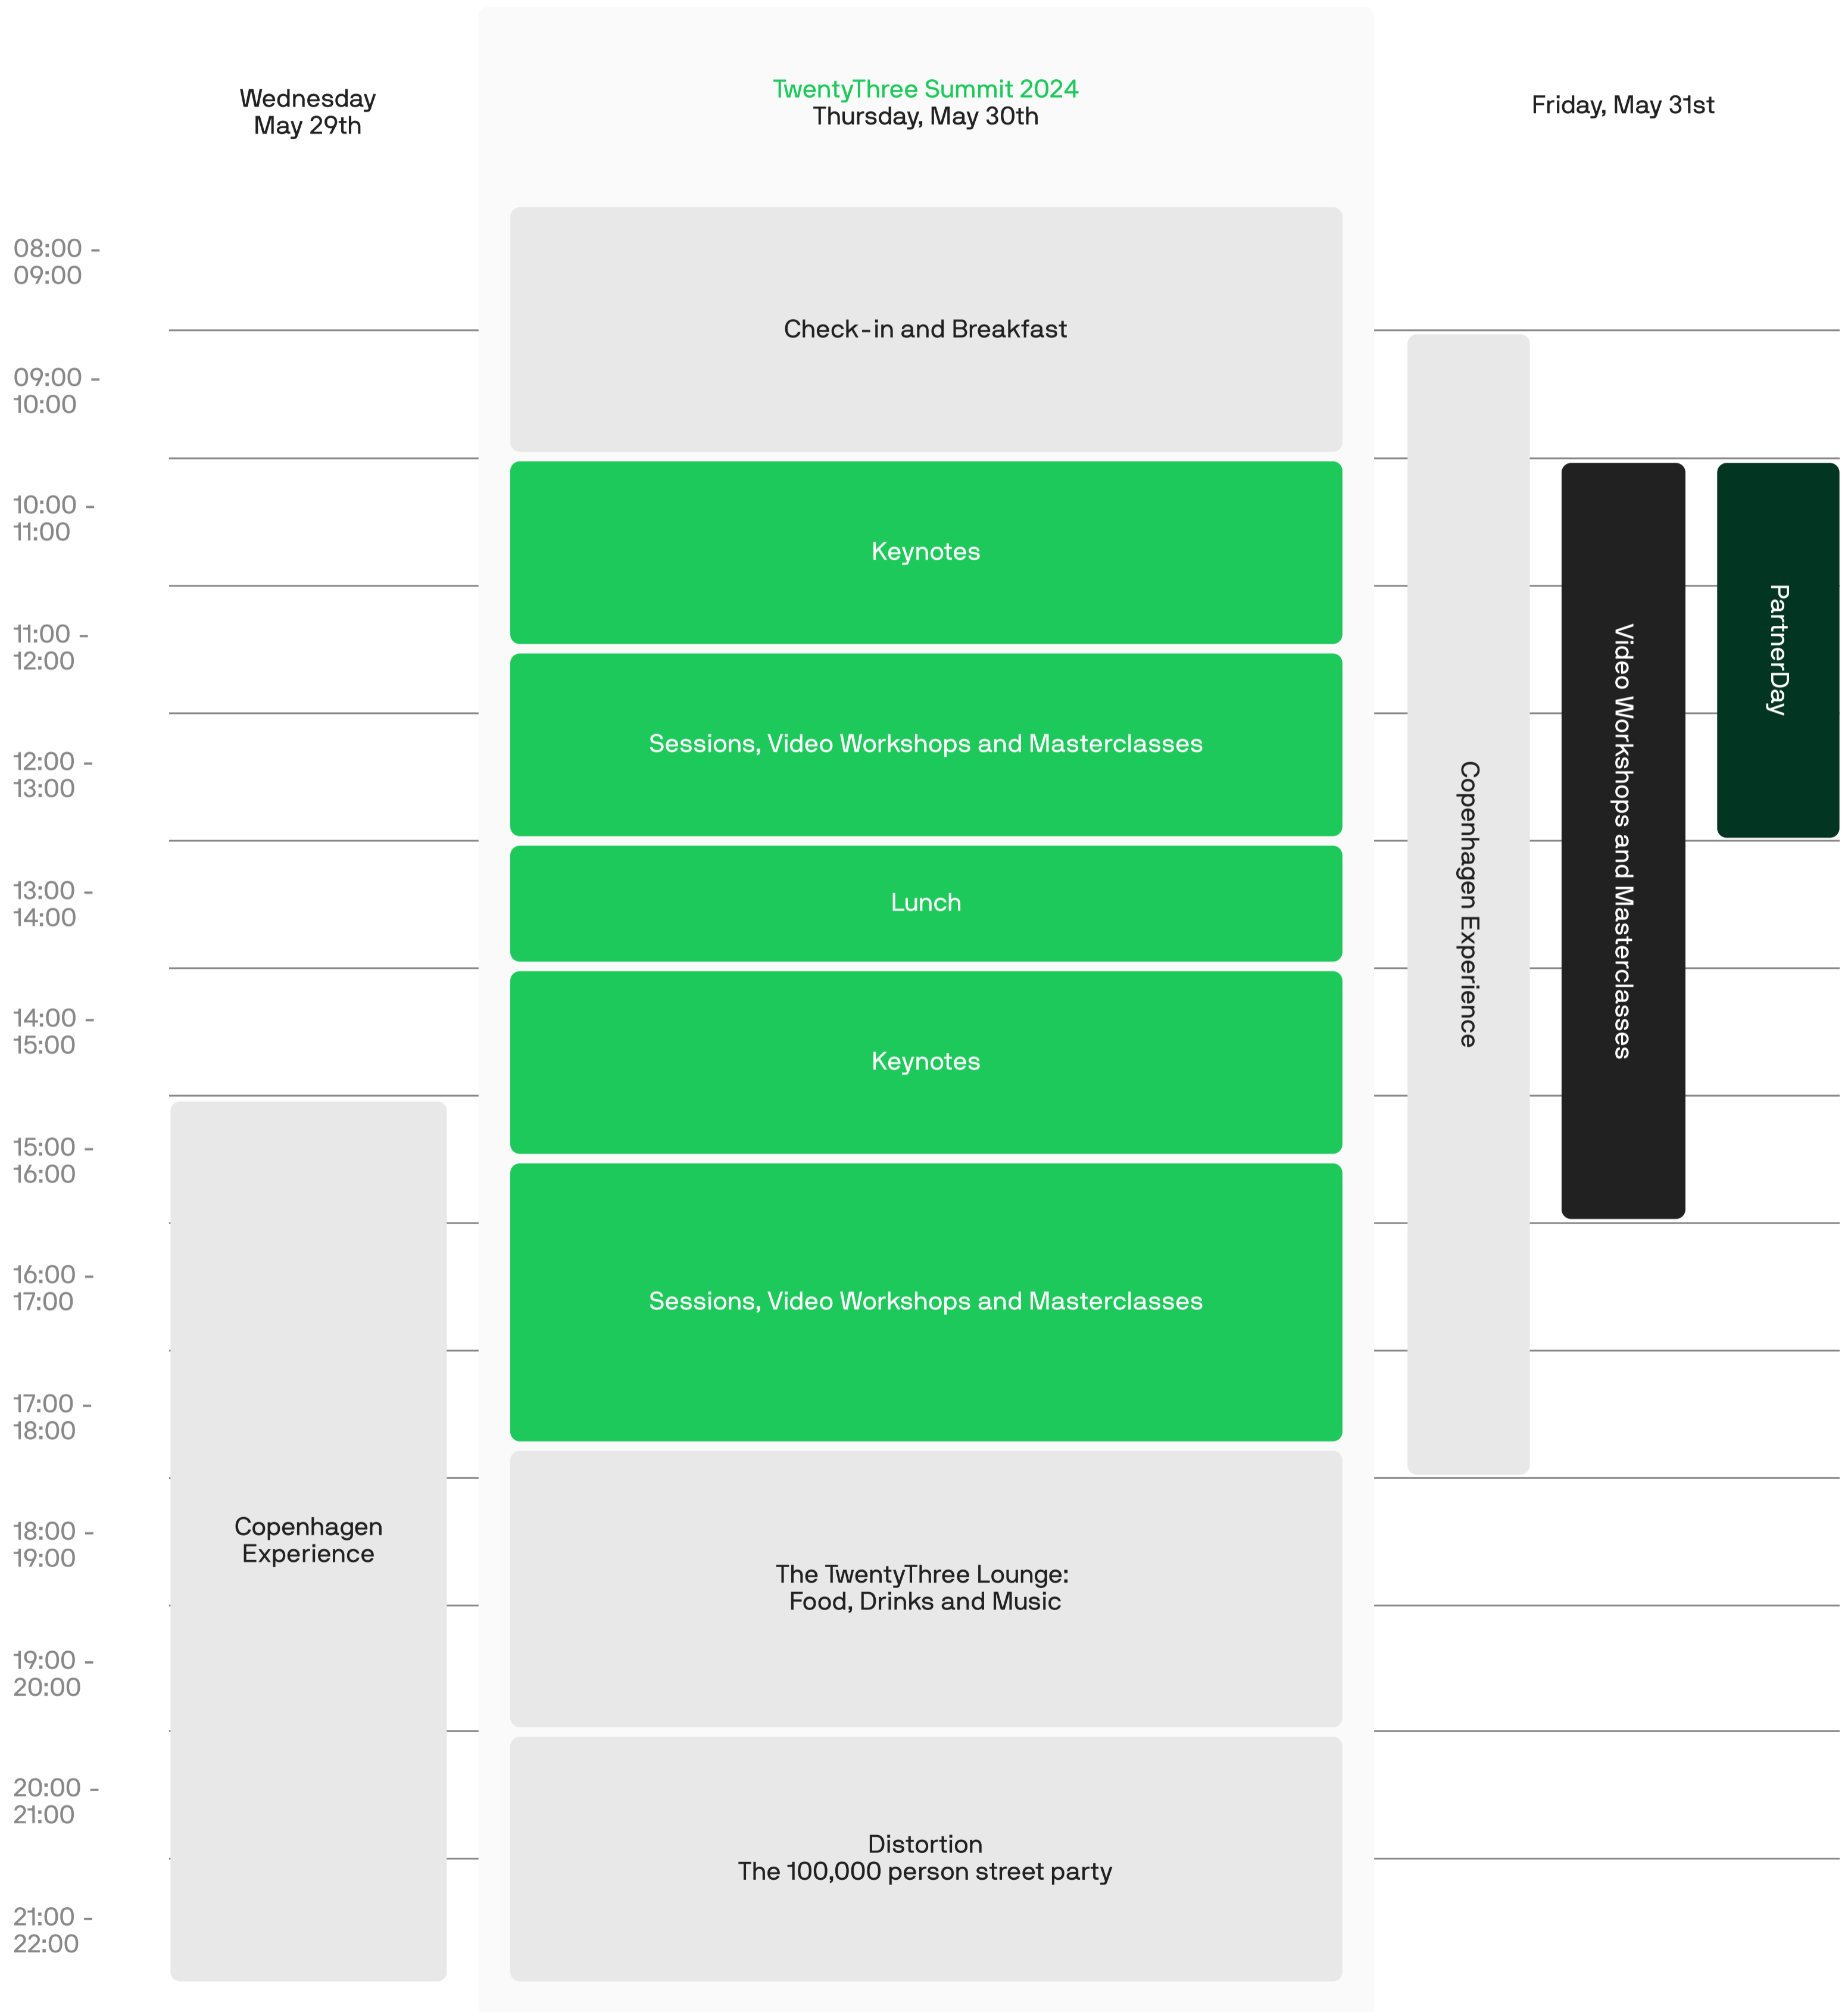 Wednesday
May 29th
TwentyThree Summit 2024
Thursday, May 30th
Friday, May 31st
08:00 -
09:00
09:00 -
10:00
10:00 -
11:00
11:00 -
12:00
12:00 -
13:00
13:00 -
14:00
14:00 -
15:00
15:00 -
16:00
16:00 -
17:00
17:00 -
18:00
18:00 -
19:00
19:00 -
20:00
20:00 -
21:00
21:00 -
22:00
Copenhagen
Experience
Check-in and Breakfast
Keynotes
Sessions, Video Workshops and Masterclasses
Lunch
Keynotes
Sessions, Video Workshops and Masterclasses
The TwentyThree Lounge:
Food, Drinks and Music
Distortion
The 100,000 person street party
Copenhagen Experience
Video Workshops and Masterclasses
PartnerDay